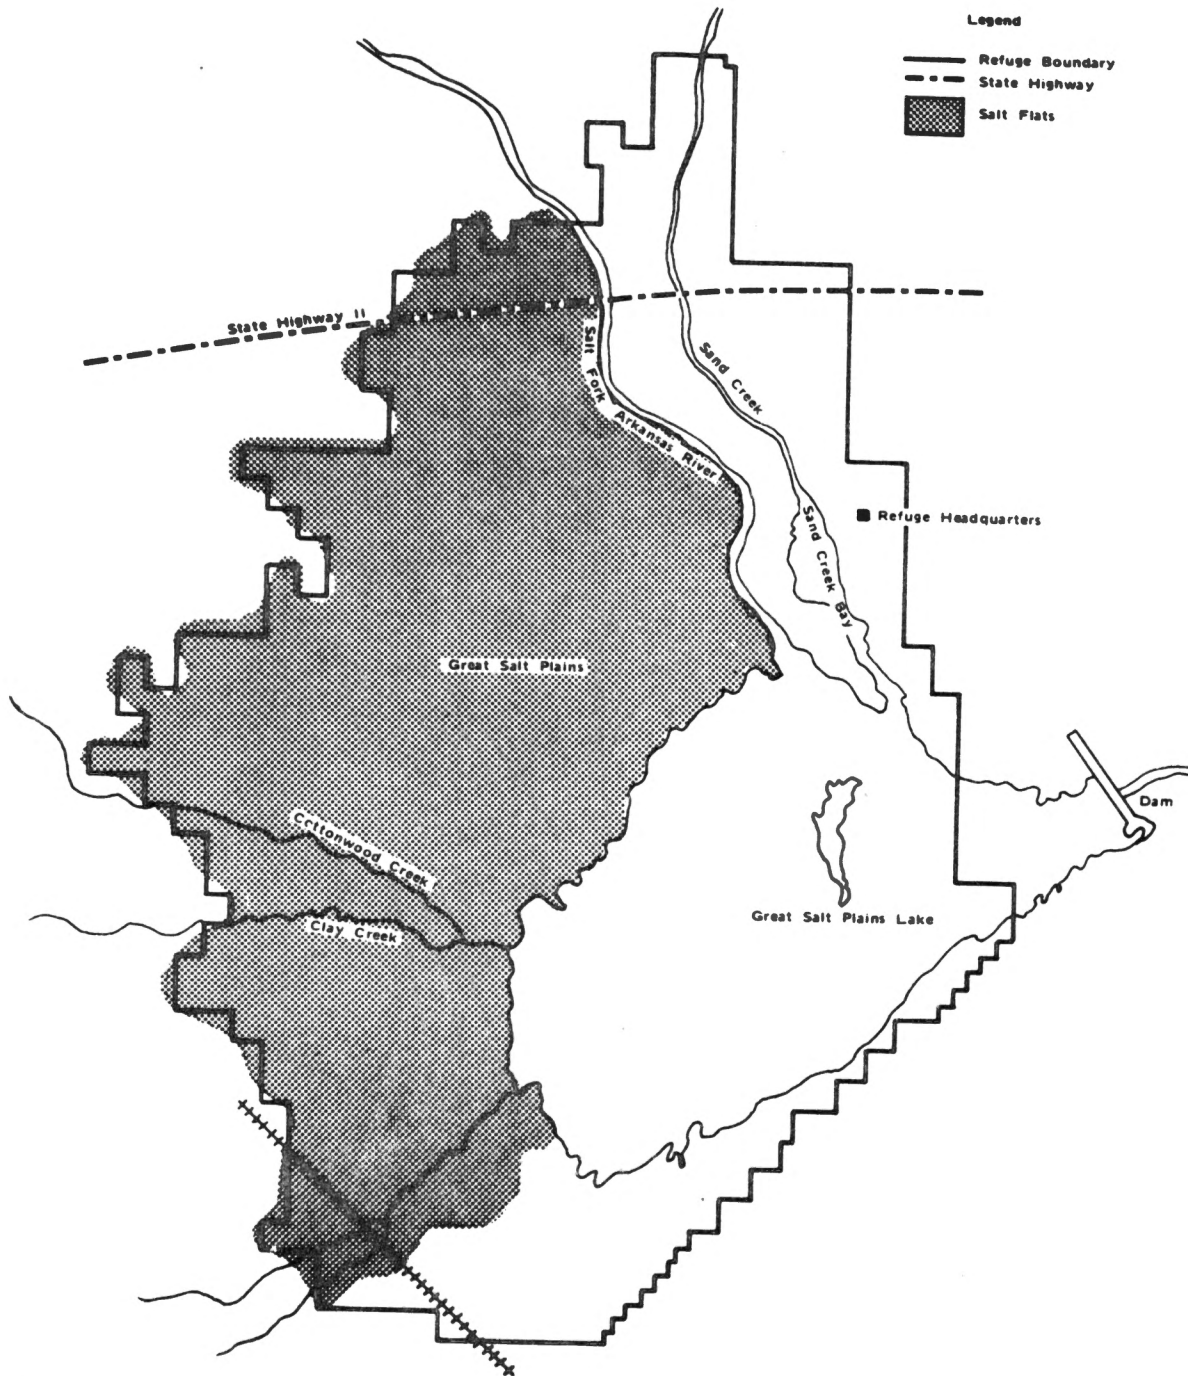 Legend
Refuge Boundary
State Highway
Salt Flats
State Highway II
Salt Fork Arkansas River
Sand Creek
Sand Creek Bay
Refuge Headquarters
Great Salt Plains
Dam
Cottonwood Creek
Great Salt Plains Lake
Clay Creek